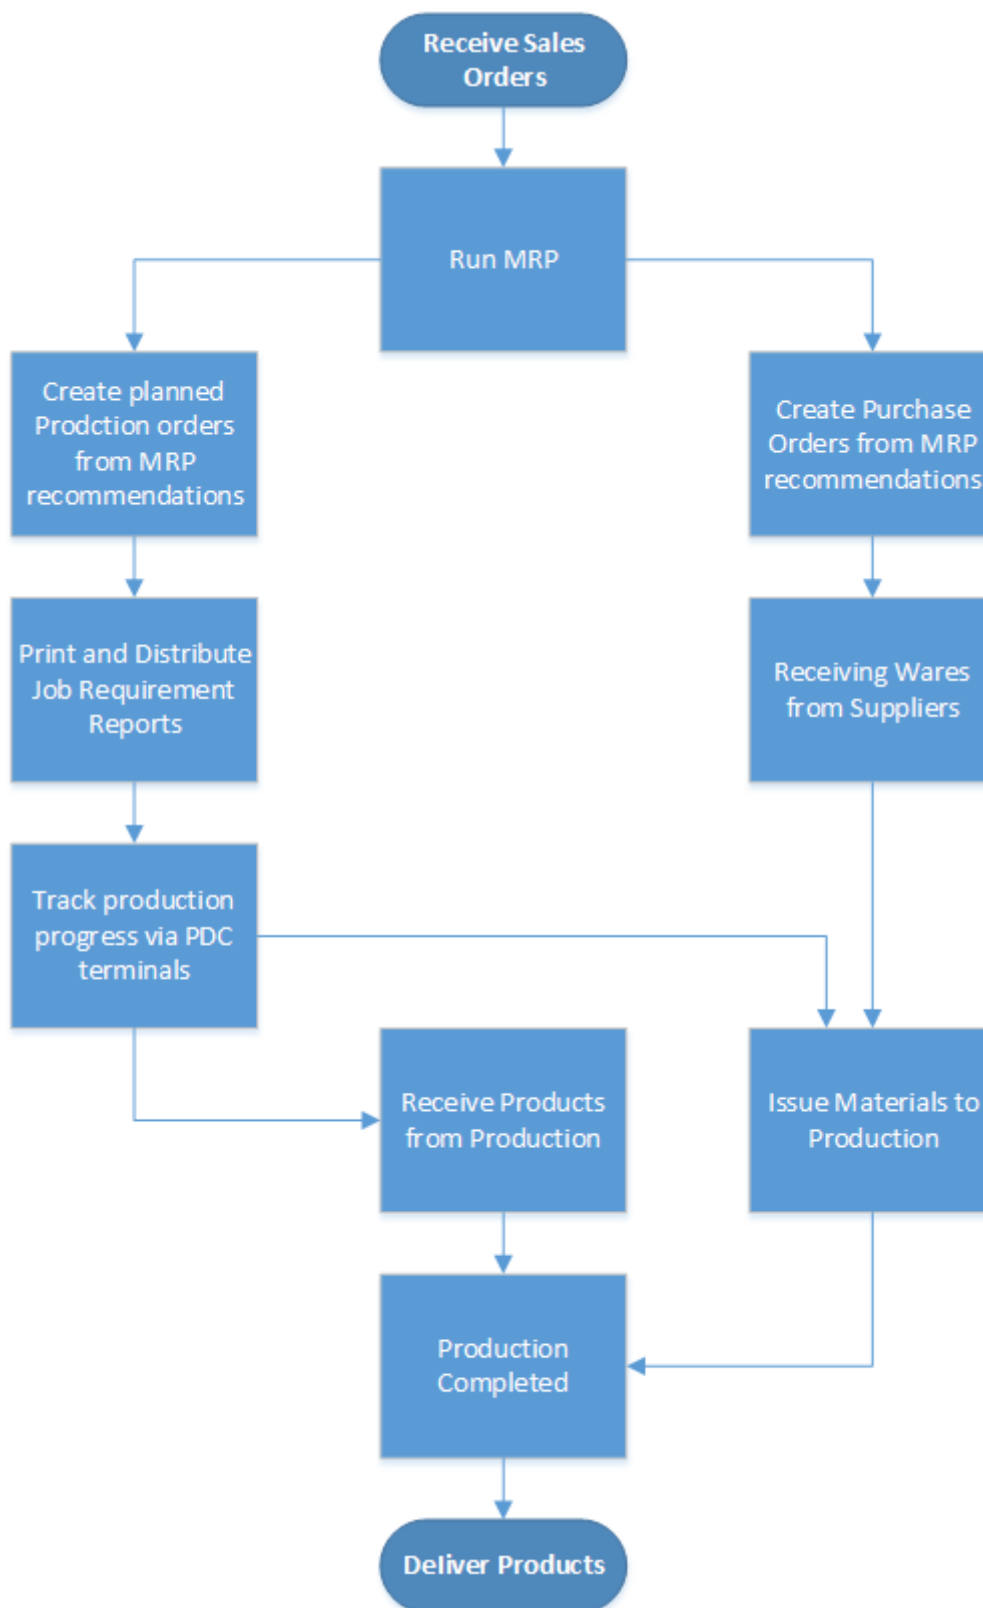 Receive Sales
Orders
Run MRP
Create planned
Prodction orders
from MRP
recommendations
Create Purchase
Orders from MRP
recommendations
Print and Distribute
Job Requirement
Reports
Receiving Wares
from Suppliers
Track production
progress via PDC
terminals
Receive Products
from Production
Issue Materials to
Production
Production
Completed
Deliver Products